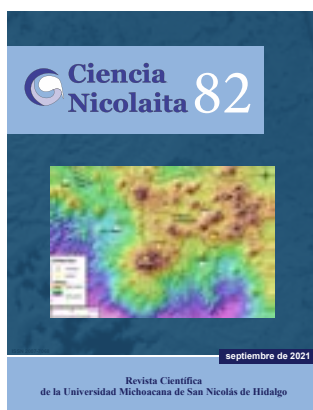 Ciencia
Nicolaita
82
septiembre de 2021
Revista Científica
de la Universidad Michoacana de San Nicolás de Hidalgo